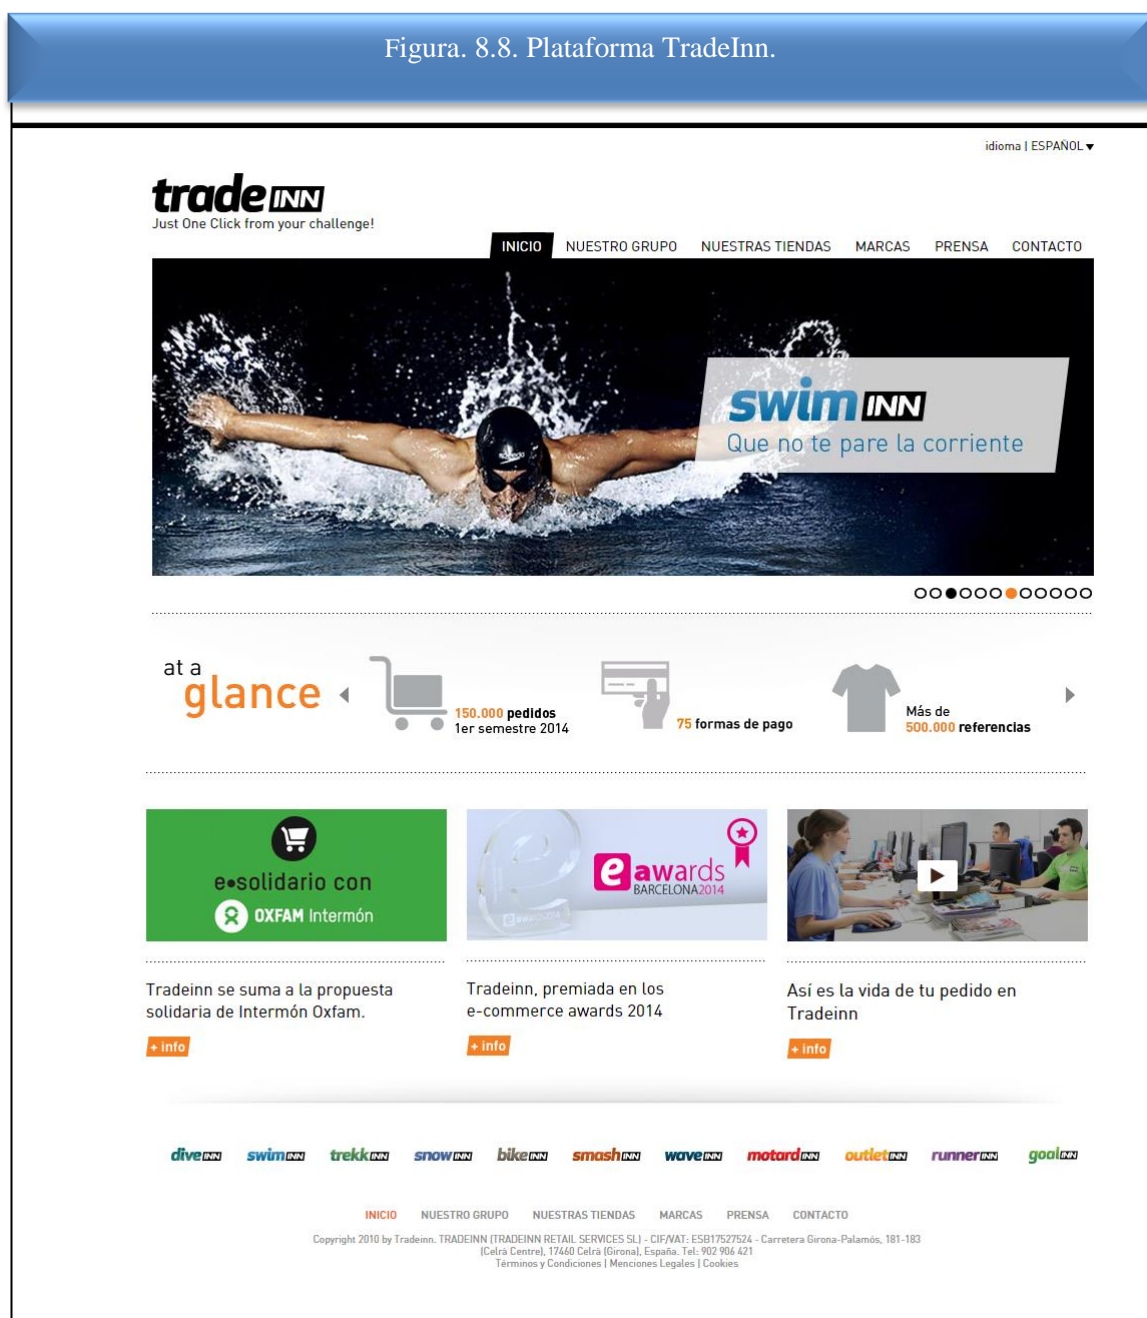 Figura. 8.8. Plataforma TradeInn.
idioma | ESPAÑOL
trade INN
Just One Click from your challenge!
INICIO NUESTRO GRUPO NUESTRAS TIENDAS MARCAS PRENSA CONTACTO
speedo
swim INN
Que no te pare la corriente
at a
glance
150.000 pedidos
1er semestre 2014
75 formas de pago
Más de
500.000 referencias
e•solidario con
OXFAM Intermón
e awards
BARCELONA2014
Tradeinn se suma a la propuesta
solidaria de Intermón Oxfam.
+ info
Tradeinn, premiada en los
e-commerce awards 2014
+ info
Así es la vida de tu pedido en
Tradeinn
+ info
diveINN swimINN trekkINN snowINN bikeINN smashINN waveINN motardINN outletINN runnerINN goalINN
INICIO NUESTRO GRUPO NUESTRAS TIENDAS MARCAS PRENSA CONTACTO
Copyright 2010 by Tradeinn. TRADEINN (TRADEINN RETAIL SERVICES SL) - CIF/VAT: ESB17527524 - Carretera Girona-Palamós, 181-183
(Celrà Centre), 17460 Celrà (Girona), España. Tel: 902 906 421
Términos y Condiciones | Menciones Legales | Cookies